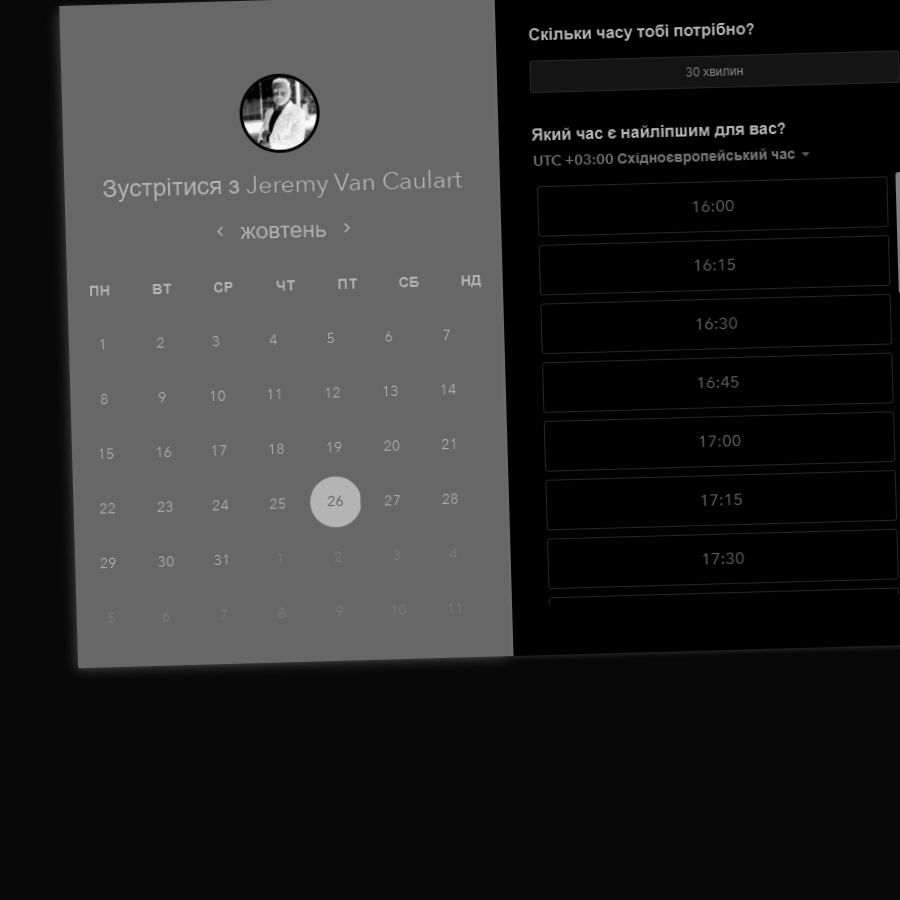 Зустрітися з Jeremy Van Caulart
жовтень
ПН ВТ СР ЧТ ПТ СБ НД
1 2 3 4 5 6 7
8 9 10 11 12 13 14
15 16 17 18 19 20 21
22 23 24 25 26 27 28
29 30 31 1 2 3 4
5 6 7 8 9 10 11
Скільки часу тобі потрібно?
30 хвилин
Який час є найліпшим для вас?
UTC +03:00 Східноєвропейський час
16:00
16:15
16:30
16:45
17:00
17:15
17:30